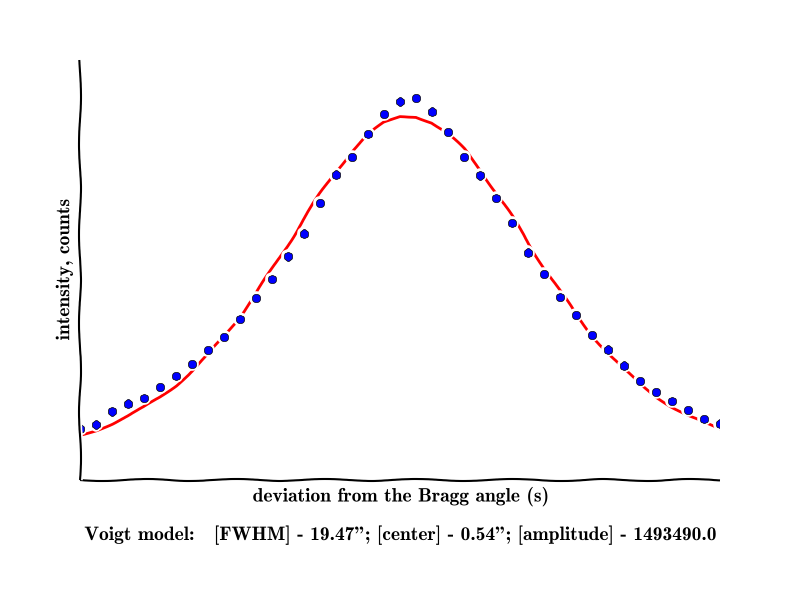 intensity, counts
deviation from the Bragg angle (s)
Voigt model: [FWHM] - 19.47”; [center] - 0.54”; [amplitude] - 1493490.0